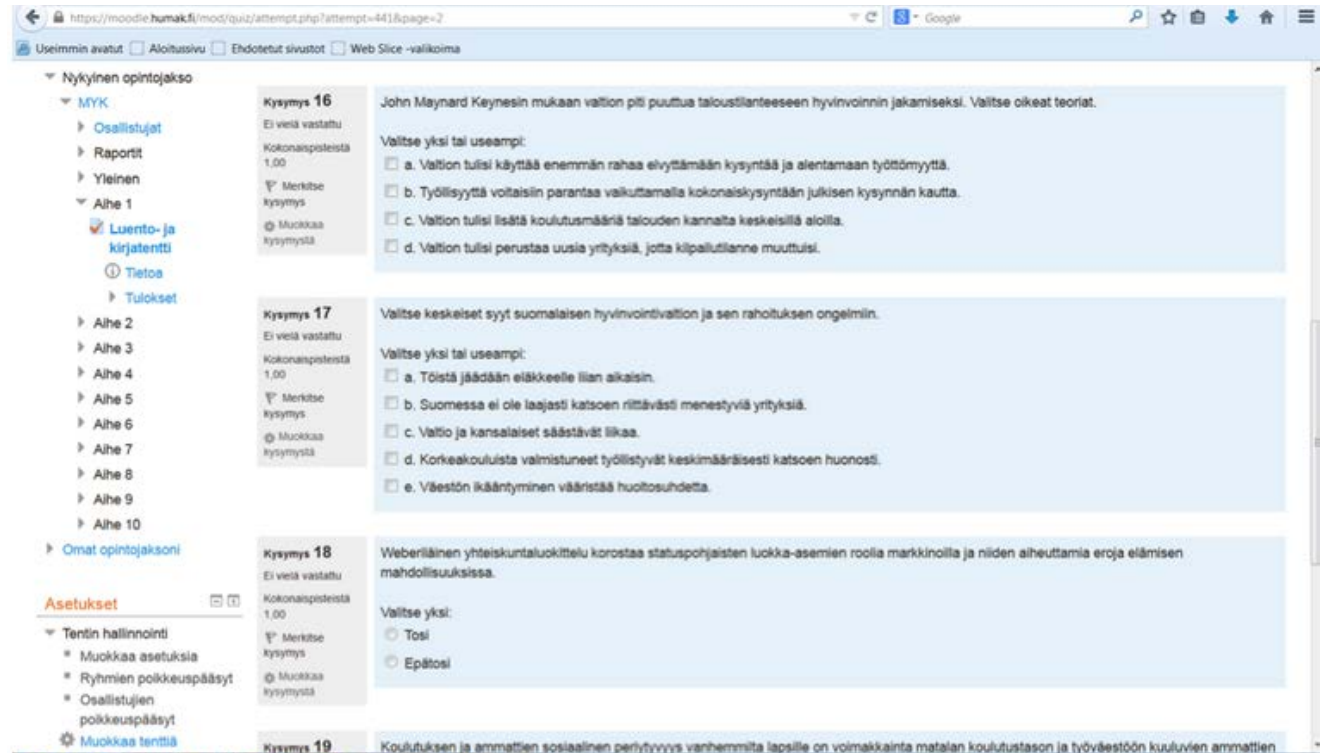 https://moodle.humak.fi/mod/quiz/attempt.php?attempt=441&page=2
Google
Useimmin avatut Aloitussivu Ehdotetut sivustot Web Slice -valikoima
Nykyinen opintojakso
MYK
Osallistujat
Raportit
Yleinen
Aihe 1
Luento- ja
kirjatentti
Tietoa
Tulokset
Aihe 2
Aihe 3
Aihe 4
Aihe 5
Aihe 6
Aihe 7
Aihe 8
Aihe 9
Aihe 10
Omat opintojaksoni
Asetukset
Tentin hallinnointi
Muokkaa asetuksia
Ryhmien poikkeuspääsyt
Osallistujien
poikkeuspääsyt
Muokkaa tenttiä
Kysymys 16
Ei vielä vastattu
Kokonaispisteistä
1,00
Merkitse
kysymys
Muokkaa
kysymystä
John Maynard Keynesin mukaan valtion piti puuttua taloustilanteeseen hyvinvoinnin jakamiseksi. Valitse oikeat teoriat.
Valitse yksi tai useampi:
a. Valtion tulisi käyttää enemmän rahaa elvyttämään kysyntää ja alentamaan työttömyyttä.
b. Työllisyyttä voitaisiin parantaa vaikuttamalla kokonaiskysyntään julkisen kysynnän kautta.
c. Valtion tulisi lisätä koulutusmääriä talouden kannalta keskeisillä aloilla.
d. Valtion tulisi perustaa uusia yrityksiä, jotta kilpailutilanne muuttuisi.
Kysymys 17
Ei vielä vastattu
Kokonaispisteistä
1,00
Merkitse
kysymys
Muokkaa
kysymystä
Valitse keskeiset syyt suomalaisen hyvinvointivaltion ja sen rahoituksen ongelmiin.
Valitse yksi tai useampi:
a. Töistä jäädään eläkkeelle liian aikaisin.
b. Suomessa ei ole laajasti katsoen riittävästi menestyviä yrityksiä.
c. Valtio ja kansalaiset säästävät liikaa.
d. Korkeakouluista valmistuneet työllistyvät keskimääräisesti katsoen huonosti.
e. Väestön ikääntyminen vääristää huoltosuhdetta.
Kysymys 18
Ei vielä vastattu
Kokonaispisteistä
1,00
Merkitse
kysymys
Muokkaa
kysymystä
Weberiläinen yhteiskuntaluokittelu korostaa statuspohjaisten luokka-asemien roolia markkinoilla ja niiden aiheuttamia eroja elämisen
mahdollisuuksissa.
Valitse yksi:
Tosi
Epätosi
Kysymys 19
Koulutuksen ja ammattien sosiaalinen periytyvyys vanhemmilta lapsille on voimakkainta matalan koulutustason ja työväestöön kuuluvien ammattien